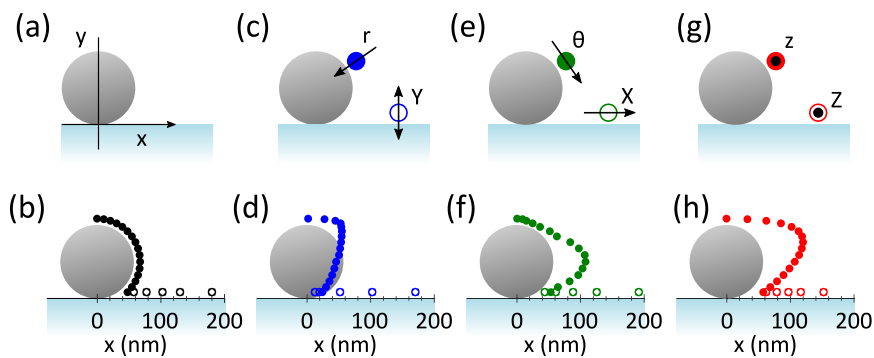 (a)
y
x
(c)
r
Y
(e)
θ
X
(g)
z
Z
(b)
0 100 200
x (nm)
(d)
0 100 200
x (nm)
(f)
0 100 200
x (nm)
(h)
0 100 200
x (nm)